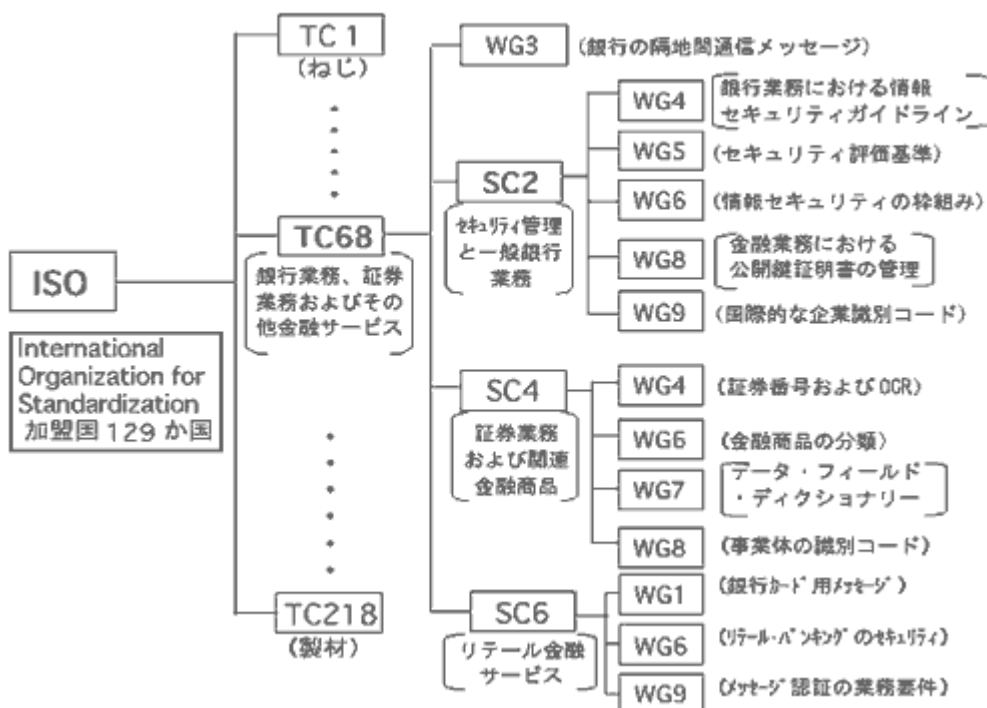 ISO
International
Organization for
Standardization
加盟国 129 か国
TC 1
(ねじ)
TC68
銀行業務、証券
業務およびその
他金融サービス
TC218
(製材)
WG3 (銀行の隔地間通信メッセージ)
SC2
セキュリティ管理
と一般銀行
業務
WG4 銀行業務における情報
セキュリティガイドライン
WG5 (セキュリティ評価基準)
WG6 (情報セキュリティの枠組み)
WG8 金融業務における
公開鍵証明書の管理
WG9 (国際的な企業識別コード)
SC4
証券業務
および関連
金融商品
WG4 (証券番号およびOCR)
WG6 (金融商品の分類)
WG7 データ・フィールド
・ディクショナリー
WG8 (事業体の識別コード)
SC6
リテール金融
サービス
WG1 (銀行カード用メッセージ)
WG6 (リテール・バンキングのセキュリティ)
WG9 (メッセージ認証の業務要件)